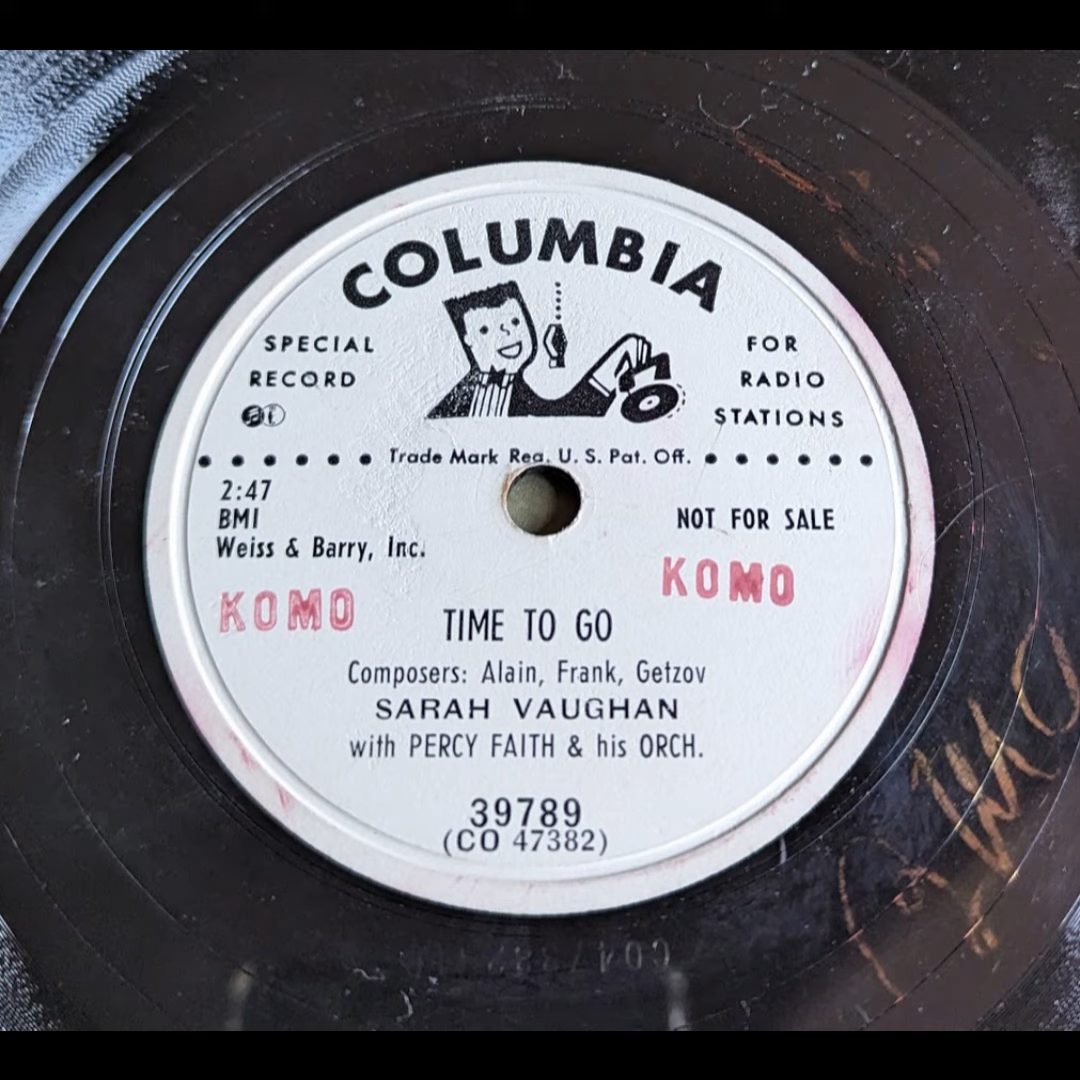 COLUMBIA
SPECIAL
RECORD
FOR
RADIO
STATIONS
Trade Mark Reg. U. S. Pat. Off.
2:47
BMI
Weiss & Barry, Inc.
NOT FOR SALE
KOMO
KOMO
TIME TO GO
Composers: Alain, Frank, Getzov
SARAH VAUGHAN
with PERCY FAITH & his ORCH.
39789
(CO 47382)